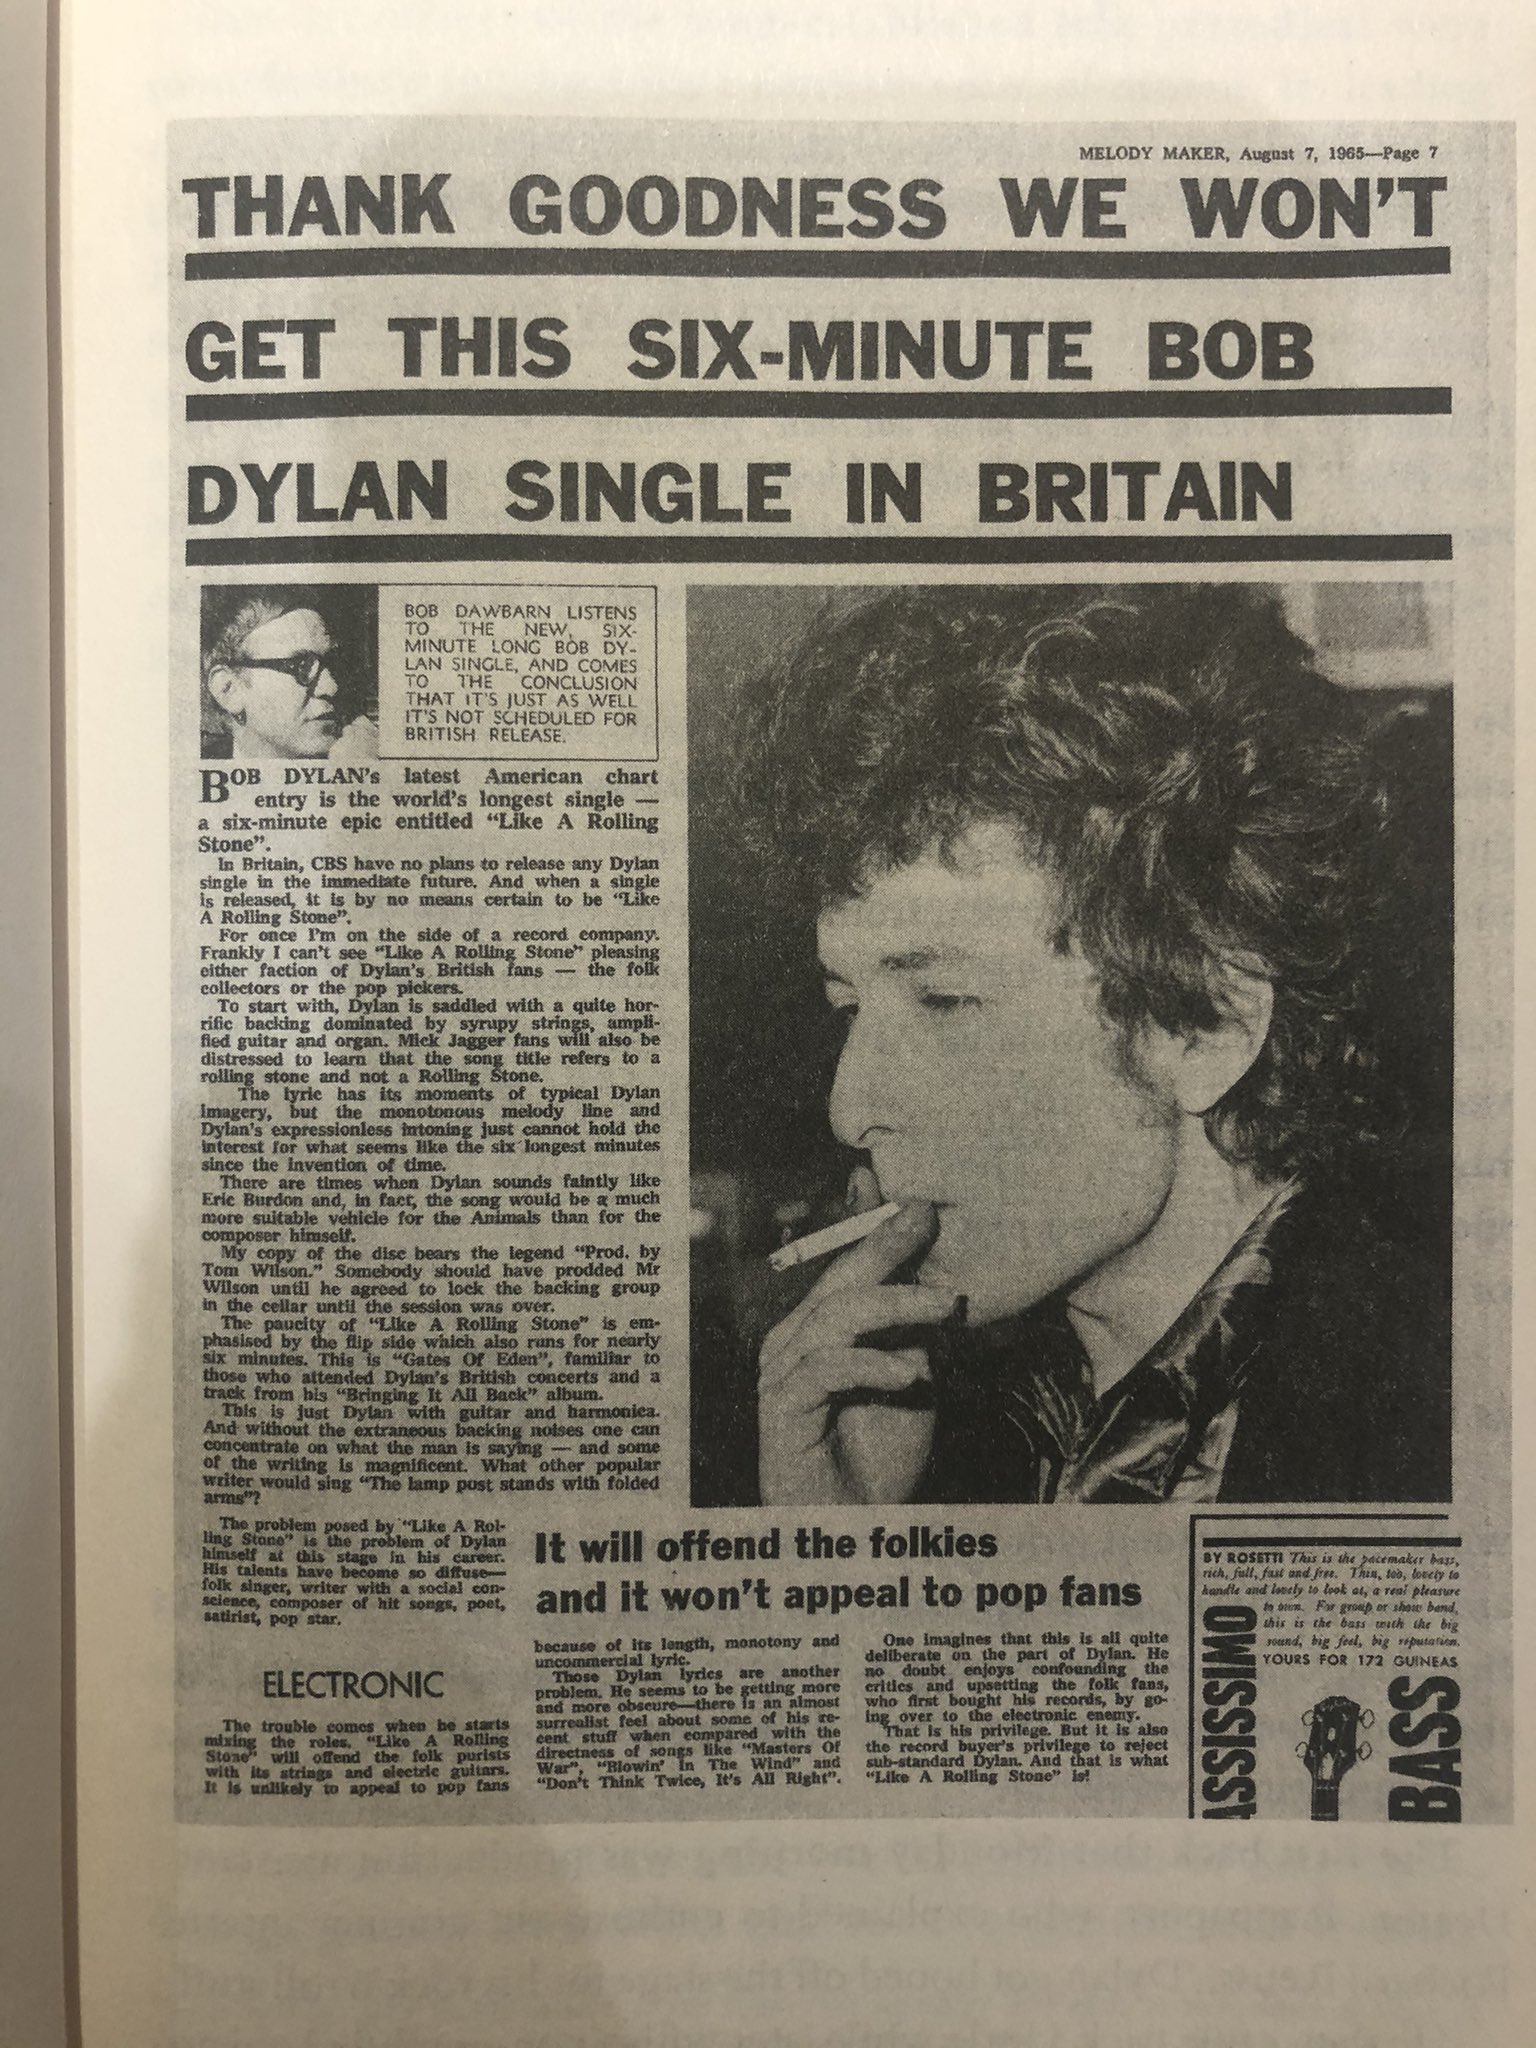 MELODY MAKER, August 7, 1965—Page 7
THANK GOODNESS WE WON'T
GET THIS SIX-MINUTE BOB
DYLAN SINGLE IN BRITAIN
BOB DAWBARN LISTENS
TO THE NEW, SIX-
MINUTE LONG BOB DY-
LAN SINGLE, AND COMES
TO THE CONCLUSION
THAT IT'S JUST AS WELL
IT'S NOT SCHEDULED FOR
BRITISH RELEASE.
BOB DYLAN's latest American chart
entry is the world's longest single —
a six-minute epic entitled "Like A Rolling
Stone".
In Britain, CBS have no plans to release any Dylan
single in the immediate future. And when a single
is released, it is by no means certain to be "Like
A Rolling Stone".
For once I'm on the side of a record company.
Frankly I can't see "Like A Rolling Stone" pleasing
either faction of Dylan's British fans — the folk
collectors or the pop pickers.
To start with, Dylan is saddled with a quite hor-
rific backing dominated by syrupy strings, ampli-
fied guitar and organ. Mick Jagger fans will also be
distressed to learn that the song title refers to a
rolling stone and not a Rolling Stone.
The lyric has its moments of typical Dylan
imagery, but the monotonous melody line and
Dylan's expressionless intoning just cannot hold the
interest for what seems like the six longest minutes
since the invention of time.
There are times when Dylan sounds faintly like
Eric Burdon and, in fact, the song would be a much
more suitable vehicle for the Animals than for the
composer himself.
My copy of the disc bears the legend "Prod. by
Tom Wilson." Somebody should have prodded Mr
Wilson until he agreed to lock the backing group
in the cellar until the session was over.
The paucity of "Like A Rolling Stone" is em-
phasised by the flip side which also runs for nearly
six minutes. This is "Gates Of Eden", familiar to
those who attended Dylan's British concerts and a
track from his "Bringing It All Back" album.
This is just Dylan with guitar and harmonica.
And without the extraneous backing noises one can
concentrate on what the man is saying — and some
of the writing is magnificent. What other popular
writer would sing "The lamp post stands with folded
arms"?
The problem posed by "Like A Rol-
ling Stone" is the problem of Dylan
himself at this stage in his career.
His talents have become so diffuse—
folk singer, writer with a social con-
science, composer of hit songs, poet,
satirist, pop star.
ELECTRONIC
The trouble comes when he starts
mixing the roles. "Like A Rolling
Stone" will offend the folk purists
with its strings and electric guitars.
It is unlikely to appeal to pop fans
It will offend the folkies
and it won't appeal to pop fans
because of its length, monotony and
uncommercial lyric.
Those Dylan lyrics are another
problem. He seems to be getting more
and more obscure—there is an almost
surrealist feel about some of his re-
cent stuff when compared with the
directness of songs like "Masters Of
War", "Blowin' In The Wind" and
"Don't Think Twice, It's All Right".
One imagines that this is all quite
deliberate on the part of Dylan. He
no doubt enjoys confounding the
critics and upsetting the folk fans,
who first bought his records, by go-
ing over to the electronic enemy.
That is his privilege. But it is also
the record buyer's privilege to reject
sub-standard Dylan. And that is what
"Like A Rolling Stone" is!
BY ROSETTI This is the pacemaker bass,
rich, full, fast and free. Thin, too, lovely to
handle and lovely to look at, a real pleasure
to own. For group or show band,
this is the bass with the big
sound, big feel, big reputation.
YOURS FOR 172 GUINEAS
ASSISSIMO
BASS